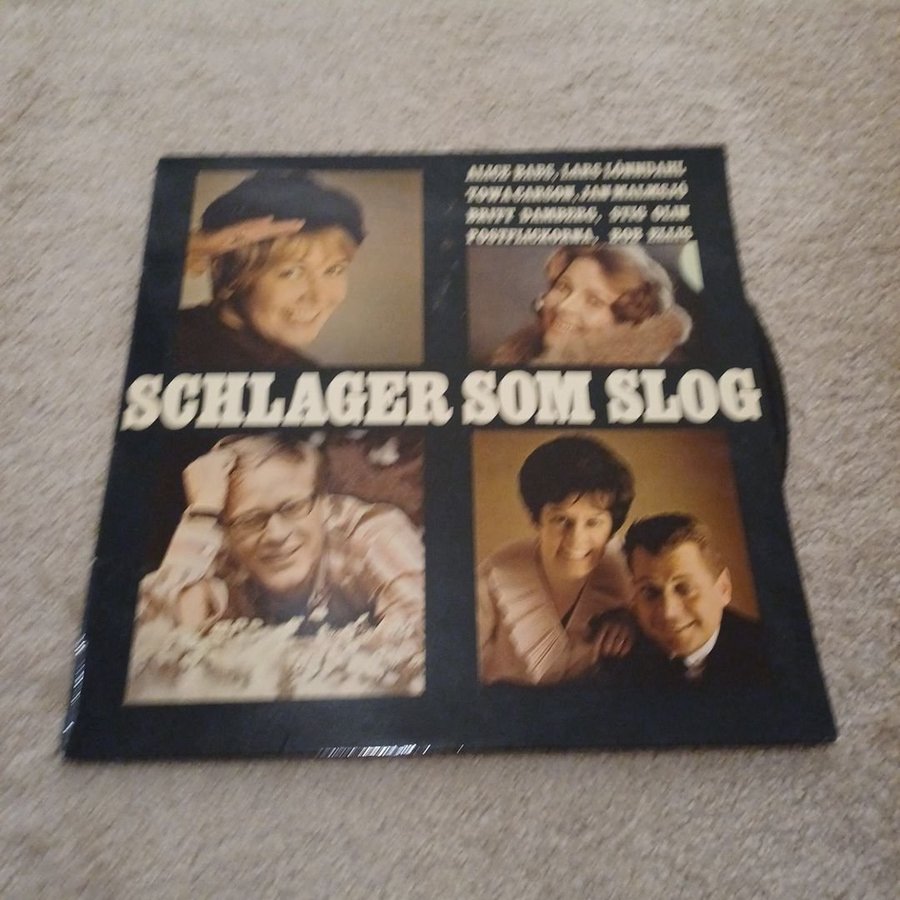 ALICE BABS, LARS LÖNNDAHL
TOWA CARSON, JAN MALMSJÖ
BRITT DAMBERG, STIG OLIN
POSTFLICKORNA, BOB ELLIS
SCHLAGER SOM SLOG